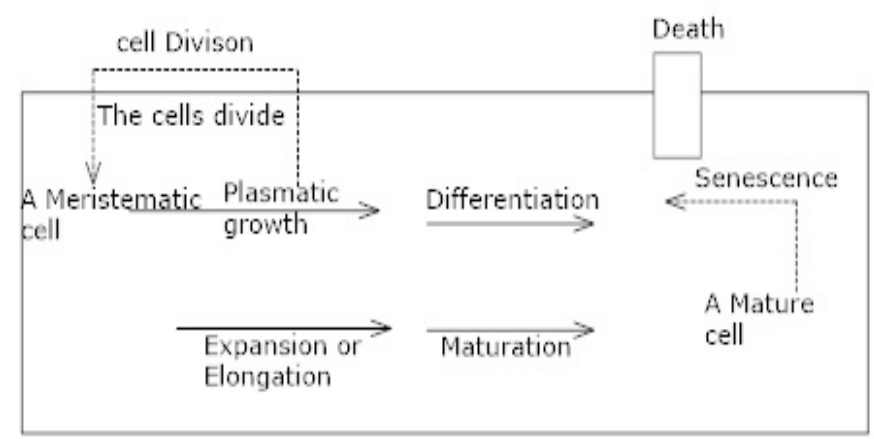 cell Divison
Death
The cells divide
A Meristematic
cell
Plasmatic
growth
Differentiation
Senescence
A Mature
cell
Expansion or
Elongation
Maturation